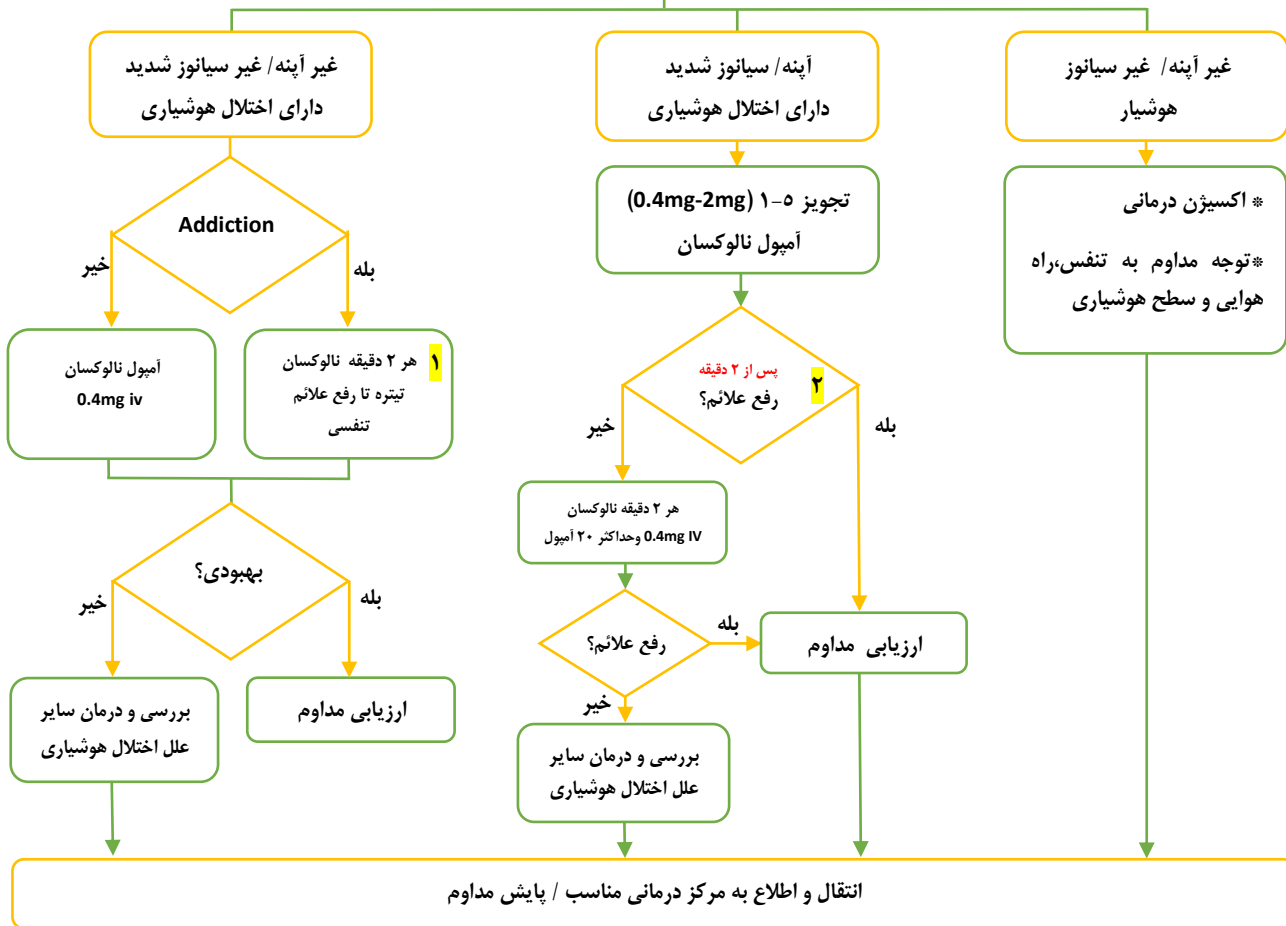 غیر آپنه/ غیر سیانوز
هوشیار
* اکسیژن درمانی
*توجه مداوم به تنفس،راه
هوایی و سطح هوشیاری
آپنه/ سیانوز شدید
دارای اختلال هوشیاری
تجویز ۵-۱ (0.4mg-2mg)
آمپول نالوکسان
پس از ۲ دقیقه
رفع علائم؟
۲
بله
خیر
هر ۲ دقیقه نالوکسان
0.4mg IV وحداکثر ۲۰ آمپول
رفع علائم؟
بله
خیر
ارزیابی مداوم
بررسی و درمان سایر
علل اختلال هوشیاری
غیر آپنه/ غیر سیانوز شدید
دارای اختلال هوشیاری
Addiction
بله
خیر
۱
هر ۲ دقیقه نالوکسان
تیتره تا رفع علائم
تنفسی
آمپول نالوکسان
0.4mg iv
بهبودی؟
بله
خیر
ارزیابی مداوم
بررسی و درمان سایر
علل اختلال هوشیاری
انتقال و اطلاع به مرکز درمانی مناسب / پایش مداوم